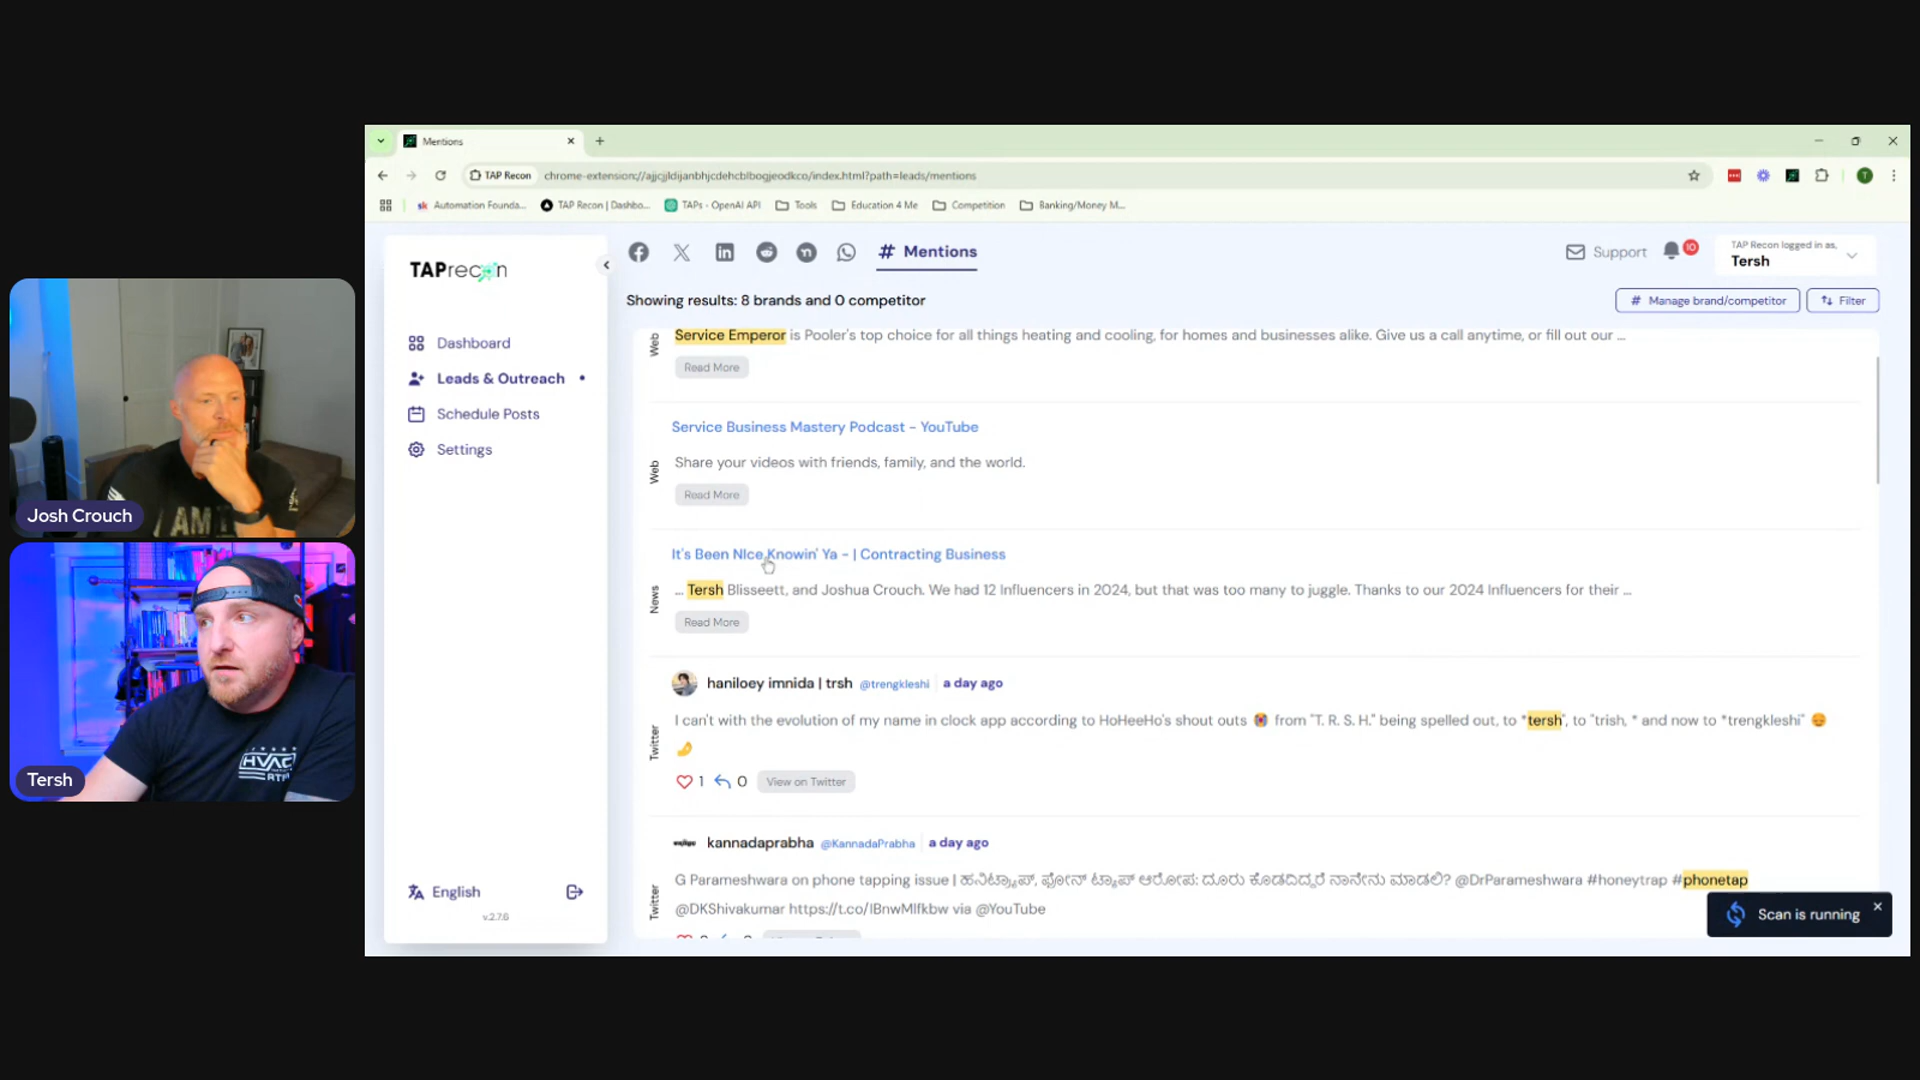 Mentions
TAP Recon
chrome-extension://ajjcjjldijanbhjcdehcblbogjeodkco/index.html?path=leads/mentions
Automation Founda...
TAP Recon | Dashbo...
TAPs - OpenAI API
Tools
Education 4 Me
Competition
Banking/Money M...
TAPrecon
Dashboard
Leads & Outreach
Schedule Posts
Settings
English
v.2.7.6
# Mentions
Support
10
TAP Recon logged in as,
Tersh
Showing results: 8 brands and 0 competitor
# Manage brand/competitor
Filter
Web
Service Emperor is Pooler's top choice for all things heating and cooling, for homes and businesses alike. Give us a call anytime, or fill out our ...
Read More
Service Business Mastery Podcast - YouTube
Web
Share your videos with friends, family, and the world.
Read More
It's Been NIce Knowin' Ya - | Contracting Business
News
... Tersh Blisseett, and Joshua Crouch. We had 12 Influencers in 2024, but that was too many to juggle. Thanks to our 2024 Influencers for their ...
Read More
haniloey imnida | trsh @trengkleshi a day ago
Twitter
I can't with the evolution of my name in clock app according to HoHeeHo's shout outs from "T. R. S. H." being spelled out, to *tersh", to "trish, * and now to *trengkleshi"
1 0 View on Twitter
kannadaprabha @KannadaPrabha a day ago
Twitter
G Parameshwara on phone tapping issue | ಹನಿಟ್ರ್ಯಾಪ್, ಫೋನ್ ಟ್ಯಾಪ್ ಆರೋಪ: ದೂರು ಕೊಡದಿದ್ದರೆ ನಾನೇನು ಮಾಡಲಿ? @DrParameshwara #honeytrap #phonetap
@DKShivakumar https://t.co/lBnwMlfkbw via @YouTube
Scan is running
Josh Crouch
I AM
Tersh
HVAC